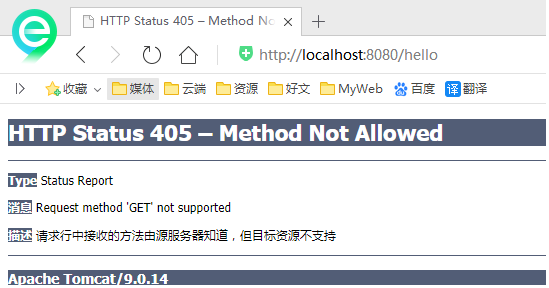 HTTP Status 405 – Method No
http://localhost:8080/hello
收藏 媒体 云端 资源 好文 MyWeb 百度 译 翻译
HTTP Status 405 – Method Not Allowed
Type Status Report
消息 Request method 'GET' not supported
描述 请求行中接收的方法由源服务器知道，但目标资源不支持
Apache Tomcat/9.0.14